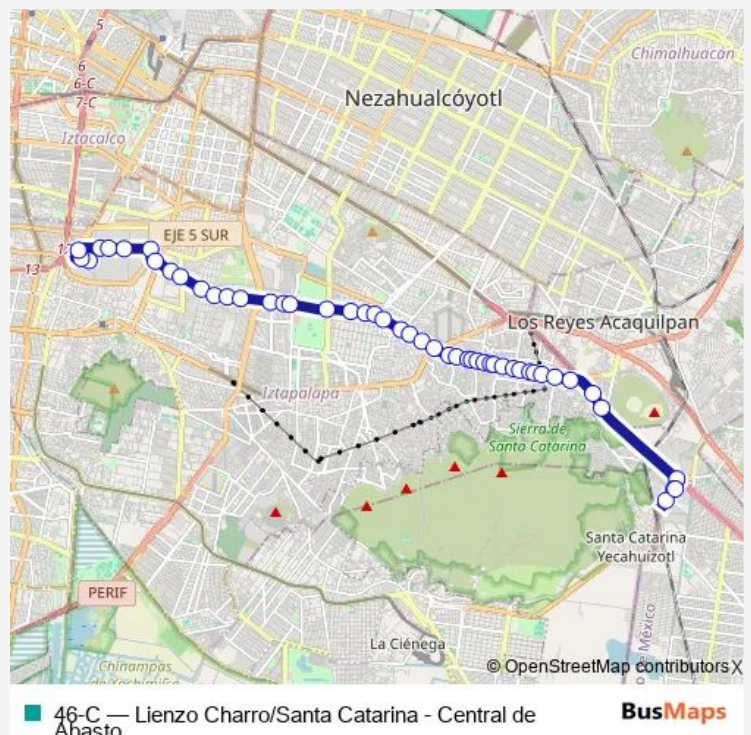 5
6
6-C
7-C
Chimalhuacán
Nezahualcóyotl
Iztacalco
EJE 5 SUR
13
Los Reyes Acaquilpan
Iztapalapa
Sierra de
Santa Catarina
Santa Catarina
Yecahuizotl
PERIF
La Ciénega
Chinampas
de Xochimilco
o de México
© OpenStreetMap contributors X
46-C — Lienzo Charro/Santa Catarina - Central de
Abasto
BusMaps